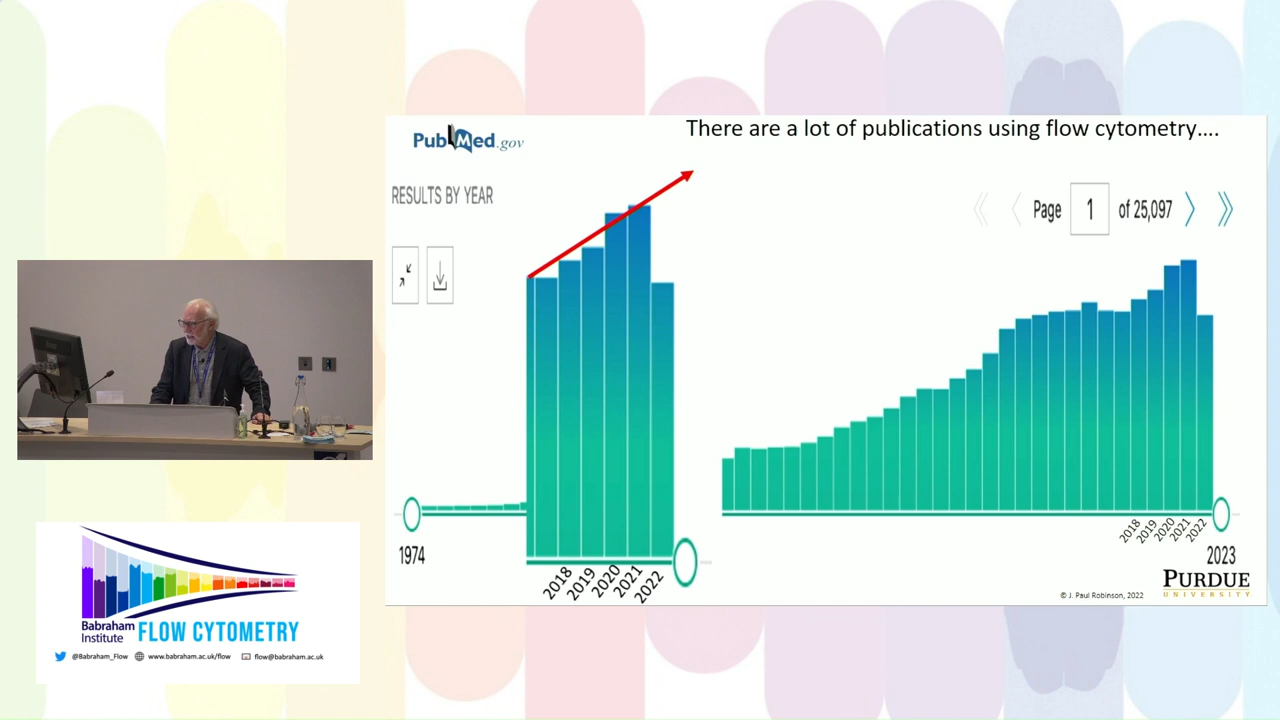 There are a lot of publications using flow cytometry....
PubMed.gov
RESULTS BY YEAR
Page 1 of 25,097
1974
2018
2019
2020
2021
2022
2018
2019
2020
2021
2022
2023
PURDUE
UNIVERSITY
© J. Paul Robinson, 2022
Babraham
Institute
FLOW CYTOMETRY
@Babraham_Flow www.babraham.ac.uk/flow flow@babraham.ac.uk